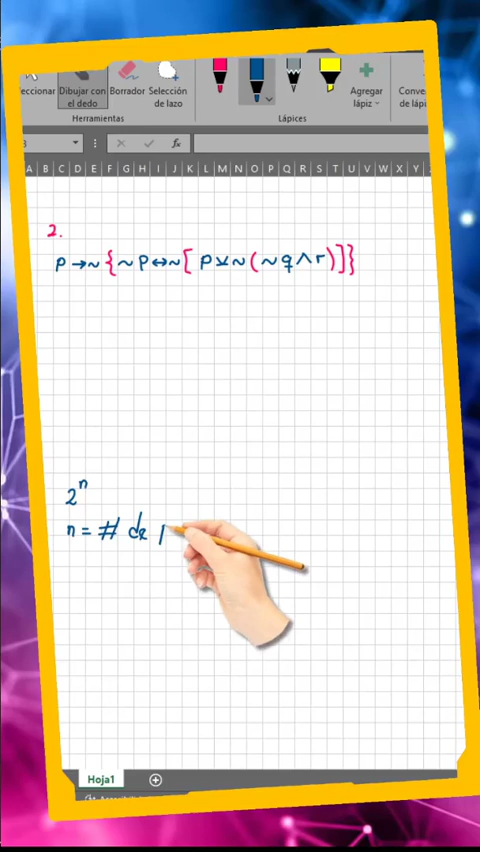 eccionar
Dibujar con
el dedo
Borrador
Selección
de lazo
Agregar
lápiz
Conver
de lápi
Herramientas
Lápices
fx
A B C D E F G H I J K L M N O P Q R S T U V W X Y
2.
p → ~ { ~ p ↔ ~ [ p ⊻ ~ ( ~ q ∧ r ) ] }
2ⁿ
n = # de p
Hoja1